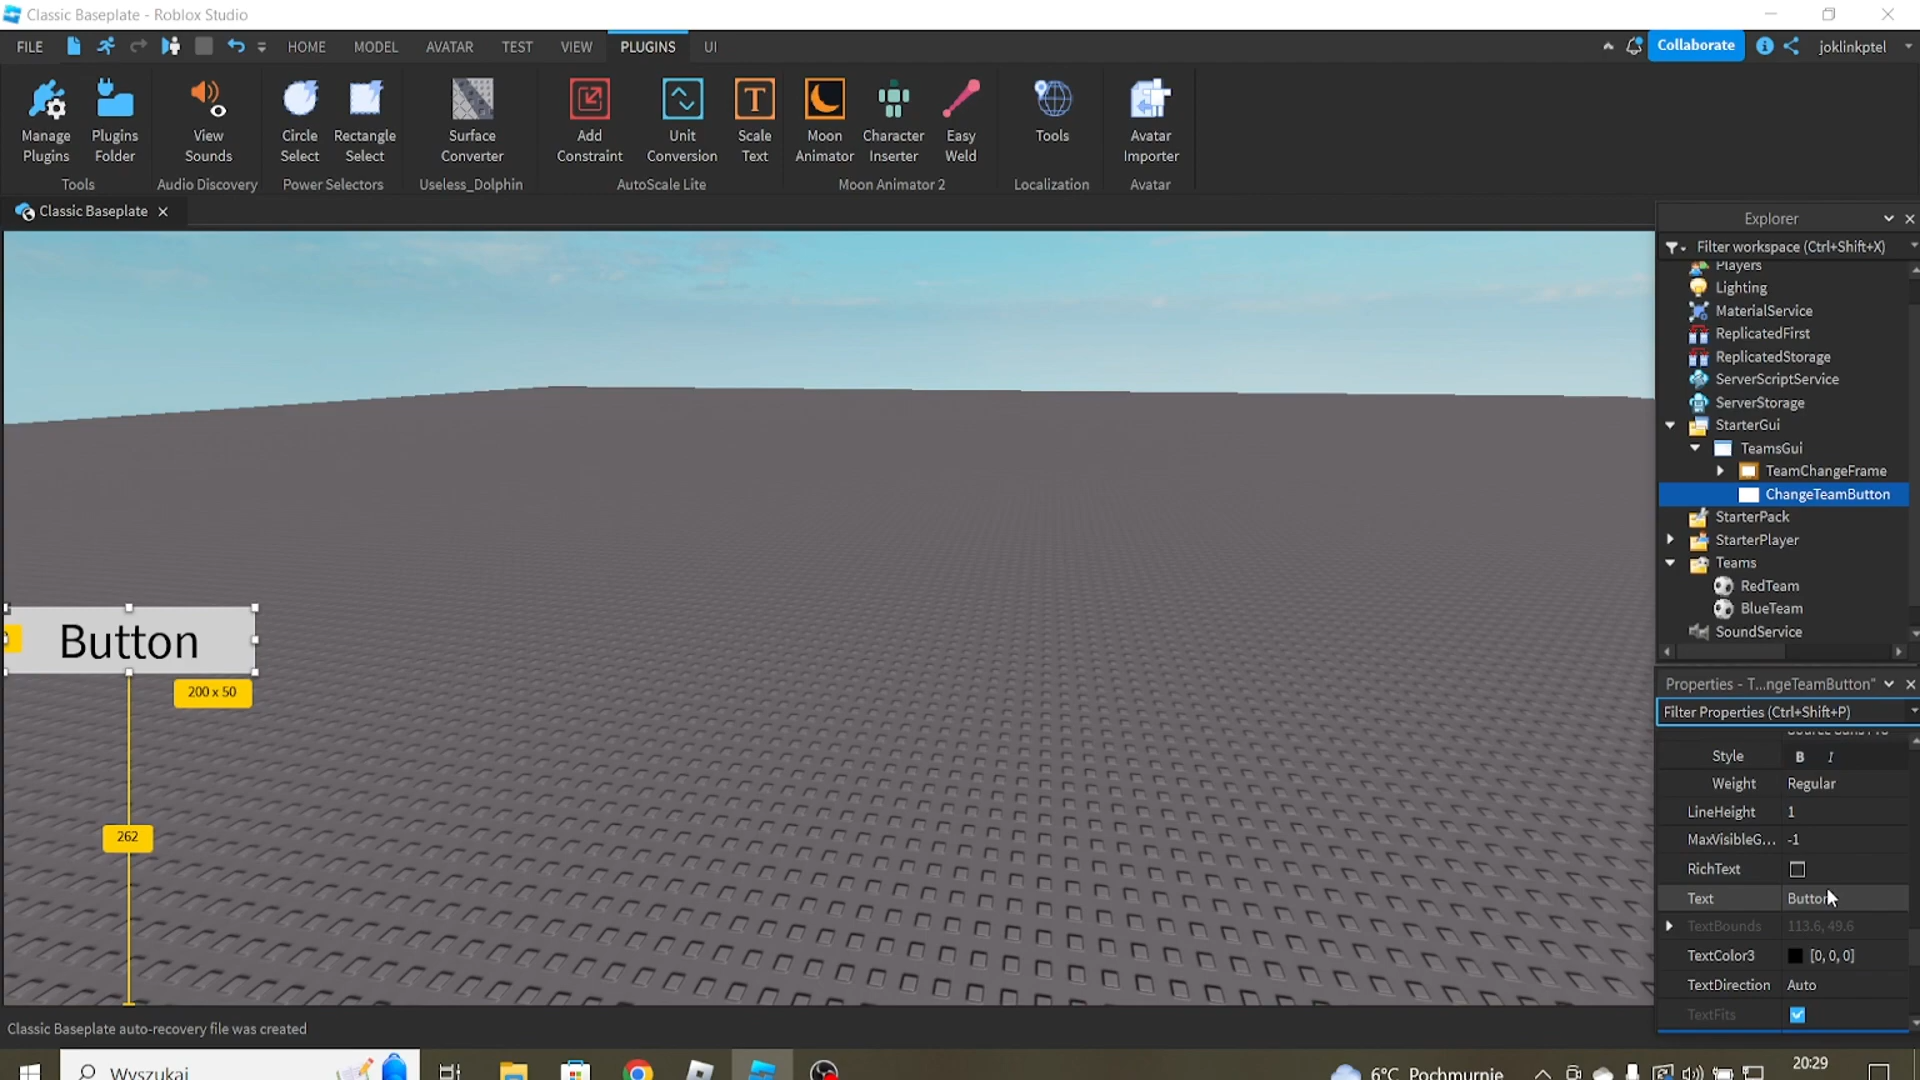 Classic Baseplate - Roblox Studio
FILE HOME MODEL AVATAR TEST VIEW PLUGINS UI Collaborate joklinkptel
Manage Plugins
Plugins Folder
View Sounds
Circle Select
Rectangle Select
Surface Converter
Add Constraint
Unit Conversion
Scale Text
Moon Animator
Character Inserter
Easy Weld
Tools
Avatar Importer
Tools Audio Discovery Power Selectors Useless_Dolphin AutoScale Lite Moon Animator 2 Localization Avatar
Classic Baseplate
Explorer
Filter workspace (Ctrl+Shift+X)
Players
Lighting
MaterialService
ReplicatedFirst
ReplicatedStorage
ServerScriptService
ServerStorage
StarterGui
TeamsGui
TeamChangeFrame
ChangeTeamButton
StarterPack
StarterPlayer
Teams
RedTeam
BlueTeam
SoundService
Button
200 x 50
262
Properties - T...ngeTeamButton"
Filter Properties (Ctrl+Shift+P)
Style B I
Weight Regular
LineHeight 1
MaxVisibleG... -1
RichText
Text Button
TextBounds 113.6, 49.6
TextColor3 [0, 0, 0]
TextDirection Auto
TextFits
Classic Baseplate auto-recovery file was created
Wyszukaj 6°C Pochmurnie 20:29